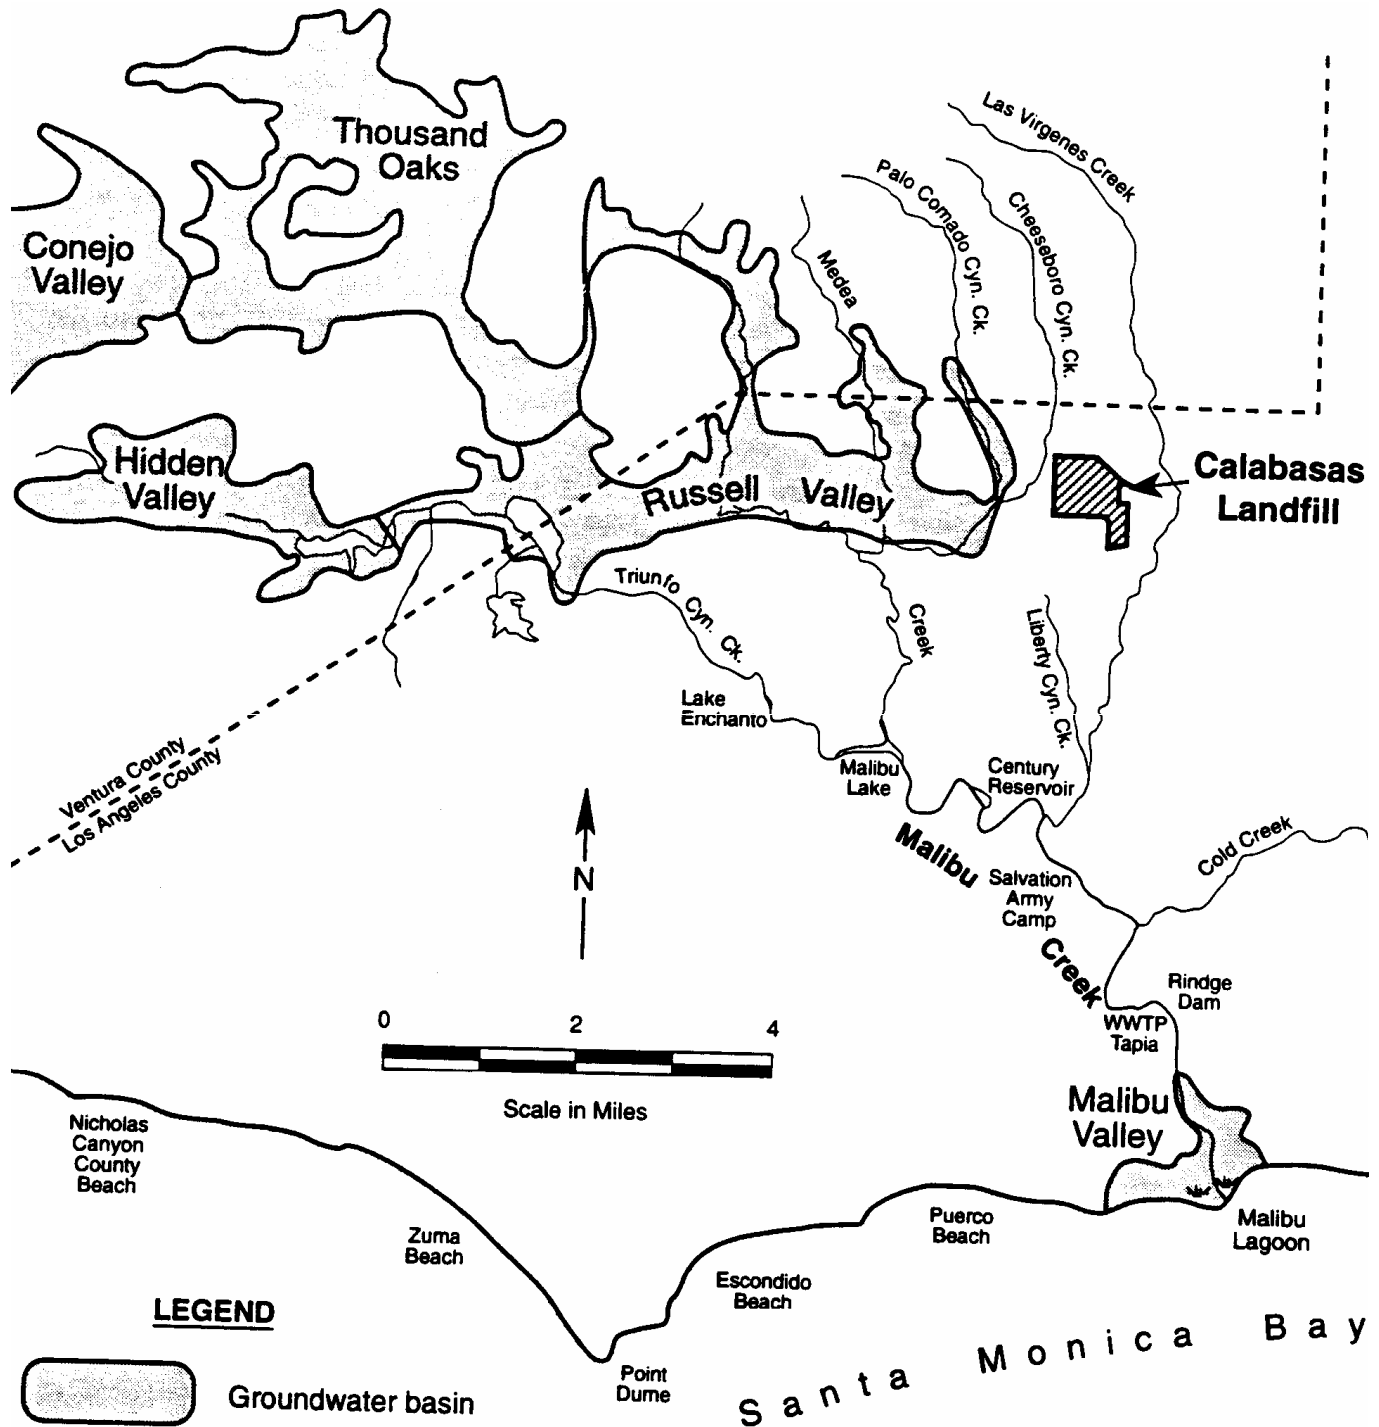 Las Virgenes Creek
Thousand
Oaks
Palo Comado Cyn. Ck.
Cheeseboro Cyn. Ck.
Conejo
Valley
Medea
Hidden
Valley
Russell Valley
Calabasas
Landfill
Triunfo Cyn. Ck.
Creek
Liberty Cyn. Ck.
Lake
Enchanto
Ventura County
Los Angeles County
Malibu
Lake
Century
Reservoir
Malibu
Creek
Cold Creek
N
Salvation
Army
Camp
Rindge
Dam
WWTP
Tapia
0 2 4
Scale in Miles
Malibu
Valley
Nicholas
Canyon
County
Beach
Zuma
Beach
Puerco
Beach
Malibu
Lagoon
Escondido
Beach
Point
Dume
Santa Monica Bay
LEGEND
Groundwater basin